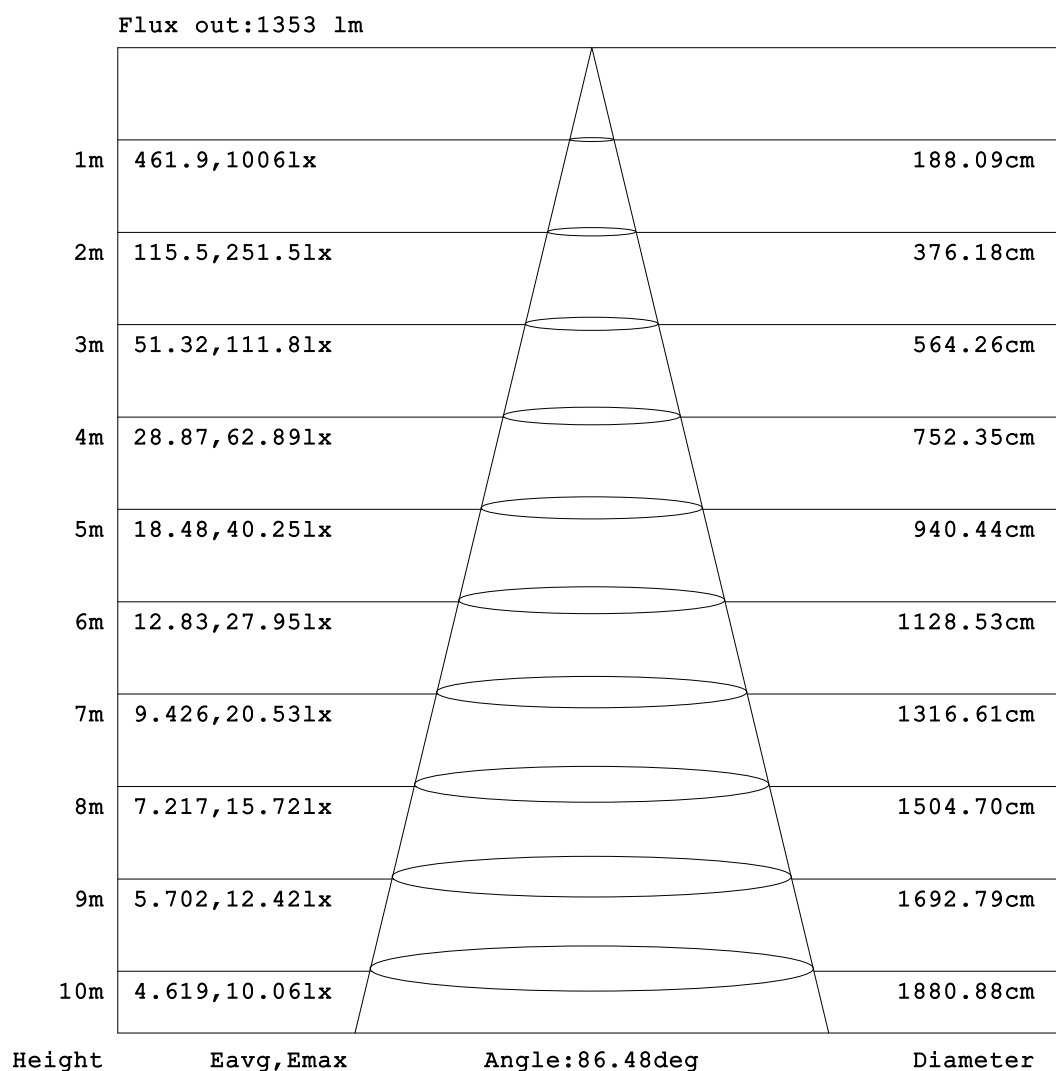 Flux out:1353 lm
1m 461.9,1006lx 188.09cm
2m 115.5,251.5lx 376.18cm
3m 51.32,111.8lx 564.26cm
4m 28.87,62.89lx 752.35cm
5m 18.48,40.25lx 940.44cm
6m 12.83,27.95lx 1128.53cm
7m 9.426,20.53lx 1316.61cm
8m 7.217,15.72lx 1504.70cm
9m 5.702,12.42lx 1692.79cm
10m 4.619,10.06lx 1880.88cm
Height Eavg,Emax Angle:86.48deg Diameter